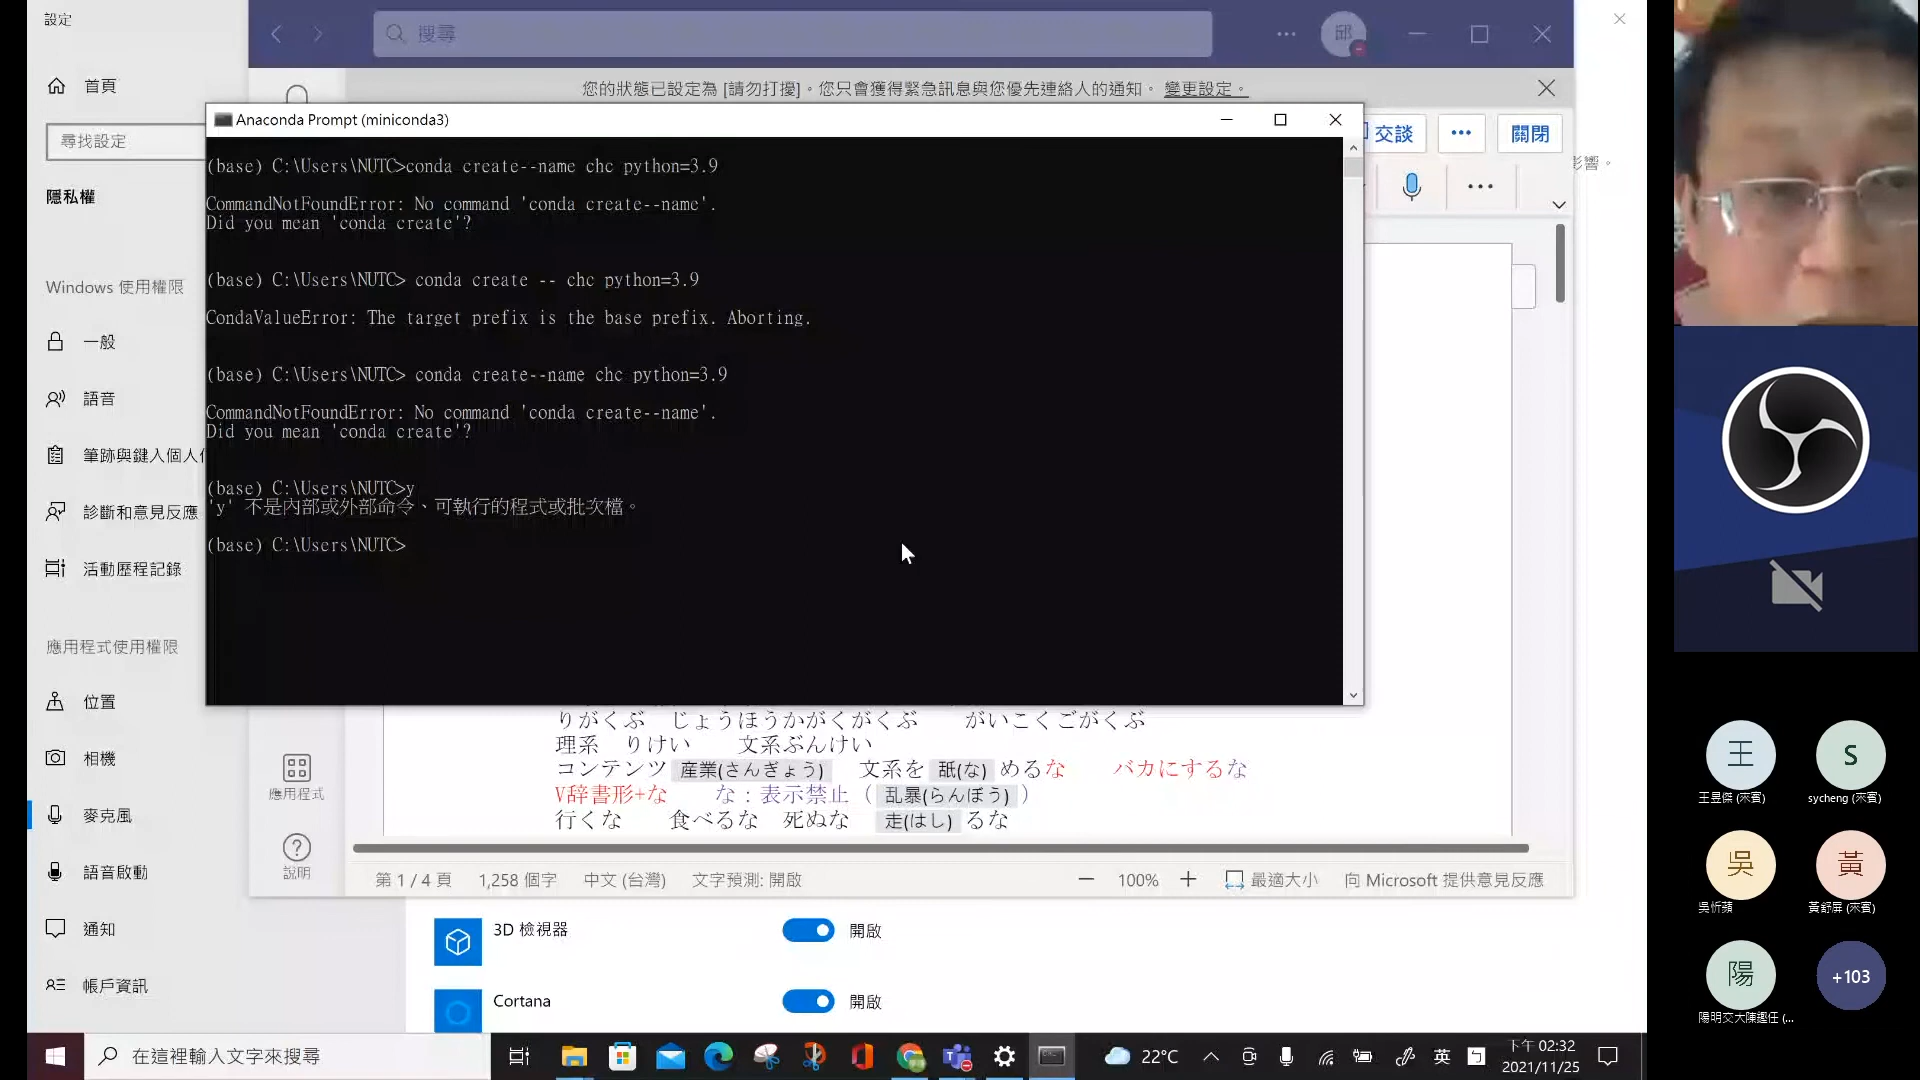 設定
首頁
尋找設定
隱私權
Windows 使用權限
一般
語音
筆跡與鍵入個人
診斷和意見反應
活動歷程記錄
應用程式使用權限
位置
相機
麥克風
語音啟動
通知
帳戶資訊
搜尋
邱
您的狀態已設定為 [請勿打擾]。您只會獲得緊急訊息與您優先連絡人的通知。 變更設定。
交談
關閉
影響。
Anaconda Prompt (miniconda3)
(base) C:\Users\NUTC>conda create--name chc python=3.9
CommandNotFoundError: No command 'conda create--name'.
Did you mean 'conda create'?
(base) C:\Users\NUTC> conda create -- chc python=3.9
CondaValueError: The target prefix is the base prefix. Aborting.
(base) C:\Users\NUTC> conda create--name chc python=3.9
CommandNotFoundError: No command 'conda create--name'.
Did you mean 'conda create'?
(base) C:\Users\NUTC>y
'y' 不是內部或外部命令、可執行的程式或批次檔。
(base) C:\Users\NUTC>
りがくぶ じょうほうかがくがくぶ がいこくごがくぶ
理系 りけい 文系ぶんけい
コンテンツ 産業(さんぎょう) 文系を 舐(な) めるな バカにするな
V辞書形+な な:表示禁止( 乱暴(らんぼう) )
行くな 食べるな 死ぬな 走(はし) るな
應用程式
說明
第 1 / 4 頁 1,258 個字 中文 (台灣) 文字預測: 開啟 100% 最適大小 向 Microsoft 提供意見反應
3D 檢視器 開啟
Cortana 開啟
在這裡輸入文字來搜尋
22°C
英
下午 02:32
2021/11/25
王
王昱傑 (來賓)
S
sycheng (來賓)
吳
吳忻蘋
黃
黃舒屏 (來賓)
陽
+103